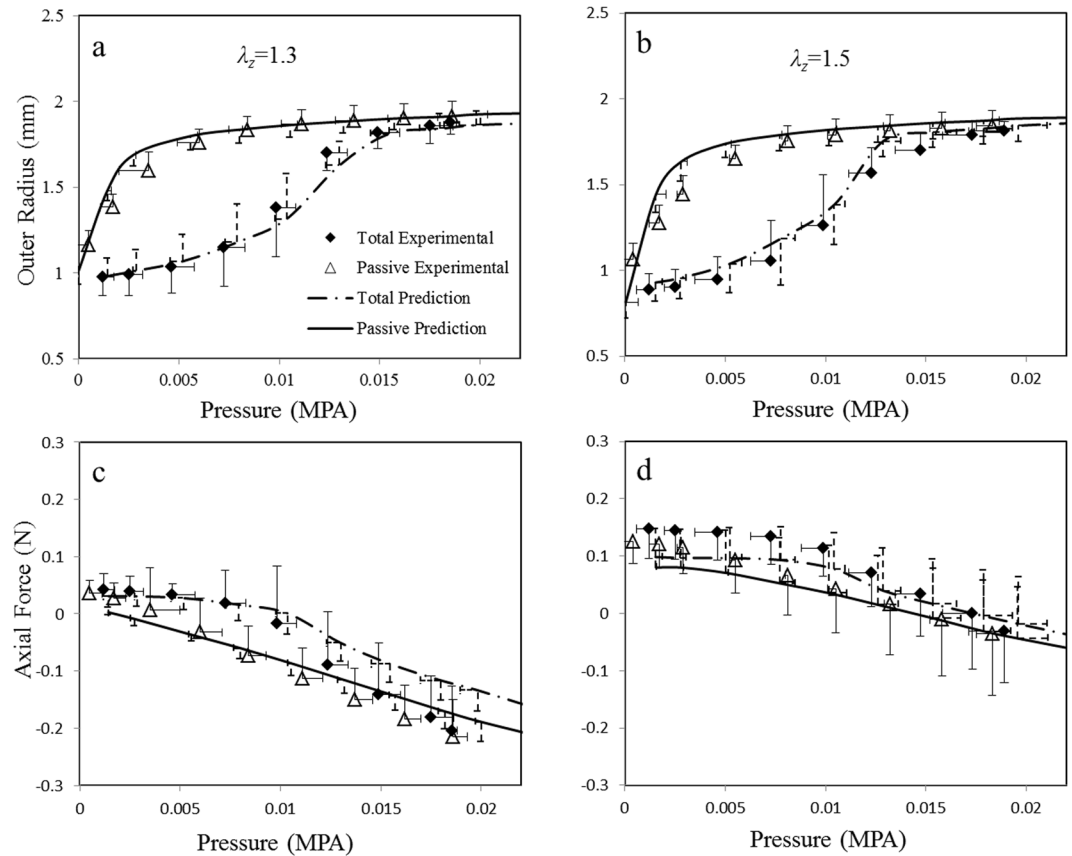 a
λz=1.3
2.5
2
1.5
1
0.5
Outer Radius (mm)
Total Experimental
Passive Experimental
Total Prediction
Passive Prediction
0 0.005 0.01 0.015 0.02
Pressure (MPA)
b
λz=1.5
2.5
2
1.5
1
0.5
0 0.005 0.01 0.015 0.02
Pressure (MPA)
c
0.3
0.2
0.1
0
-0.1
-0.2
-0.3
Axial Force (N)
0 0.005 0.01 0.015 0.02
Pressure (MPA)
d
0.3
0.2
0.1
0
-0.1
-0.2
-0.3
0 0.005 0.01 0.015 0.02
Pressure (MPA)